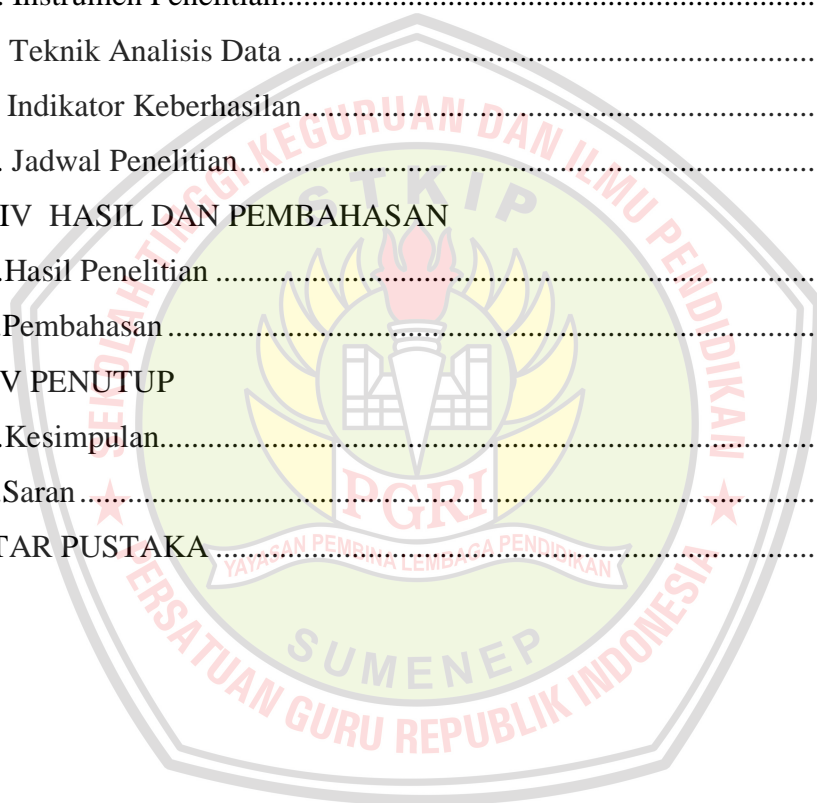 . Instrumen Penelitian.....................................................................
Teknik Analisis Data ....................................................................
Indikator Keberhasilan..................................................................
. Jadwal Penelitian..........................................................................
IV HASIL DAN PEMBAHASAN
.Hasil Penelitian .............................................................................
.Pembahasan ...................................................................................
V PENUTUP
.Kesimpulan....................................................................................
.Saran ..............................................................................................
TAR PUSTAKA ............................................................................
SEKOLAH TINGGI KEGURUAN DAN ILMU PENDIDIKAN
STKIP
PGRI
YAYASAN PEMBINA LEMBAGA PENDIDIKAN
SUMENEP
PERSATUAN GURU REPUBLIK INDONESIA